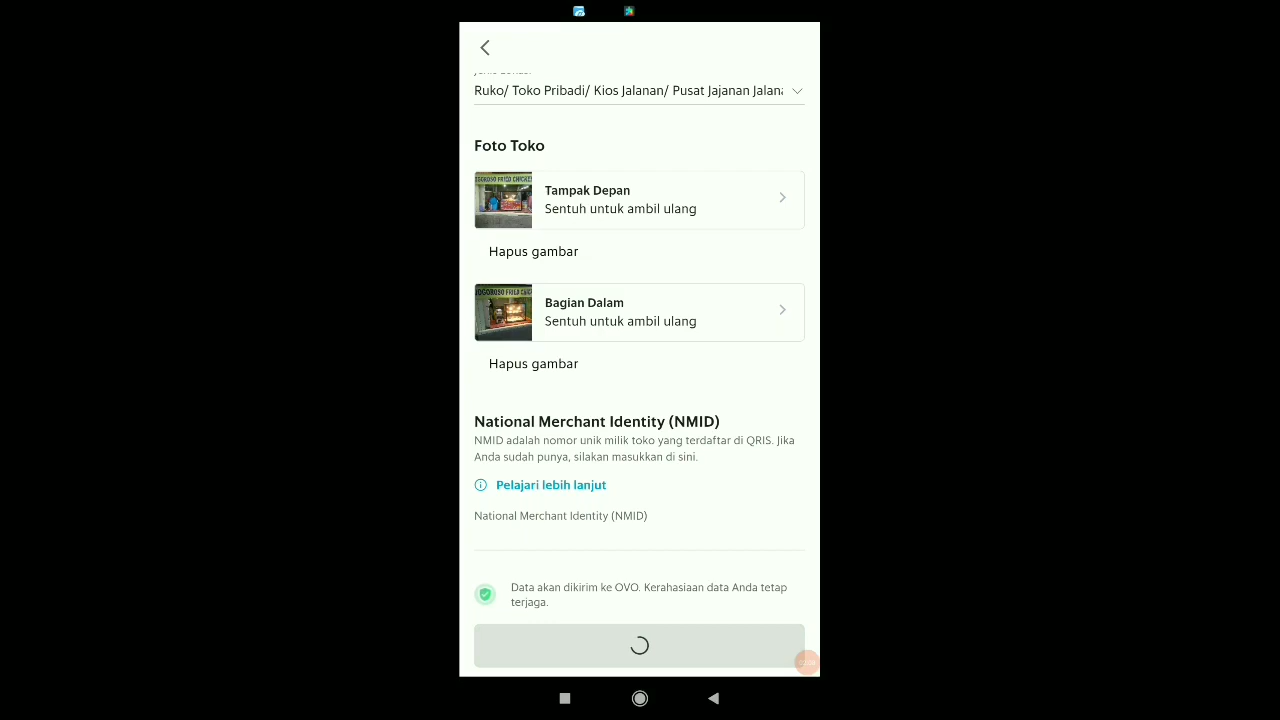 Ruko/ Toko Pribadi/ Kios Jalanan/ Pusat Jajanan Jalana
Foto Toko
Tampak Depan
Sentuh untuk ambil ulang
Hapus gambar
Bagian Dalam
Sentuh untuk ambil ulang
Hapus gambar
National Merchant Identity (NMID)
NMID adalah nomor unik milik toko yang terdaftar di QRIS. Jika
Anda sudah punya, silakan masukkan di sini.
Pelajari lebih lanjut
National Merchant Identity (NMID)
Data akan dikirim ke OVO. Kerahasiaan data Anda tetap
terjaga.